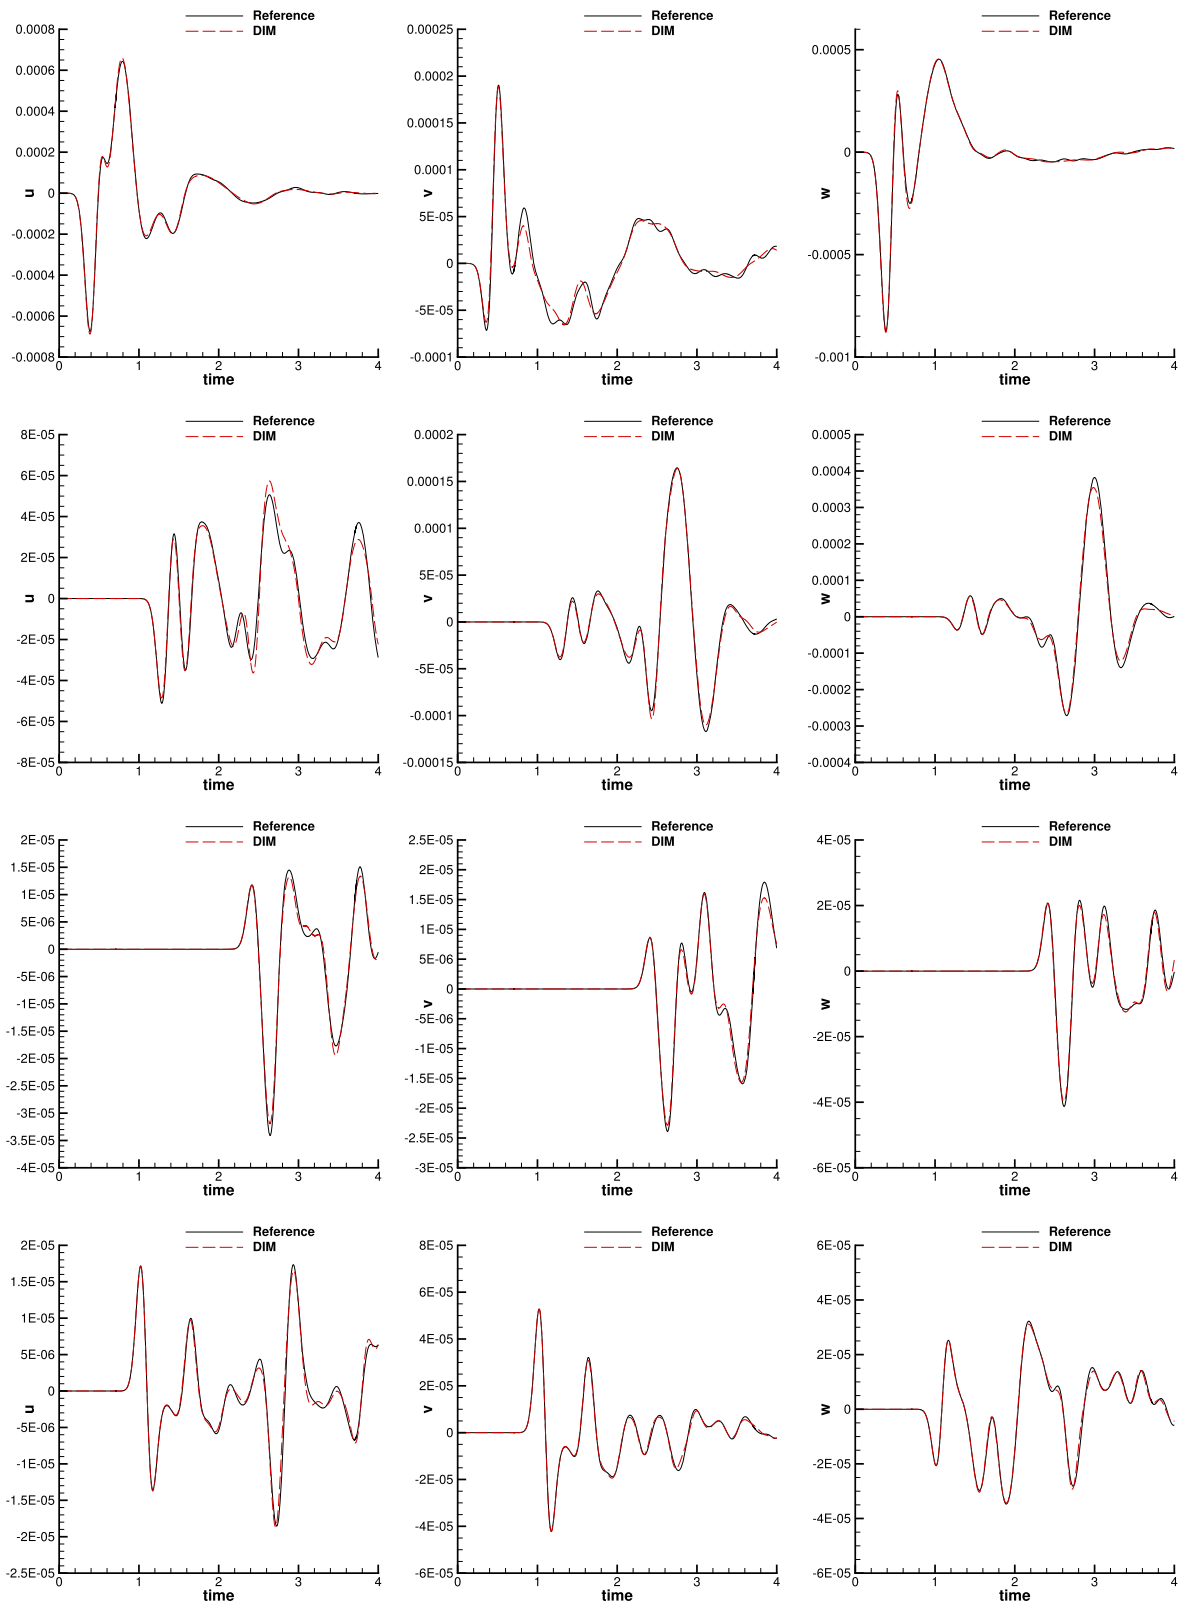 Reference
DIM
0.0008
0.0006
0.0004
0.0002
0
-0.0002
-0.0004
-0.0006
-0.0008
u
0 1 2 3 4
time
Reference
DIM
0.00025
0.0002
0.00015
0.0001
5E-05
0
-5E-05
-0.0001
v
0 1 2 3 4
time
Reference
DIM
0.0005
0
-0.0005
-0.001
w
0 1 2 3 4
time
Reference
DIM
8E-05
6E-05
4E-05
2E-05
0
-2E-05
-4E-05
-6E-05
-8E-05
u
0 1 2 3 4
time
Reference
DIM
0.0002
0.00015
0.0001
5E-05
0
-5E-05
-0.0001
-0.00015
v
0 1 2 3 4
time
Reference
DIM
0.0005
0.0004
0.0003
0.0002
0.0001
0
-0.0001
-0.0002
-0.0003
-0.0004
w
0 1 2 3 4
time
Reference
DIM
2E-05
1.5E-05
1E-05
5E-06
0
-5E-06
-1E-05
-1.5E-05
-2E-05
-2.5E-05
-3E-05
-3.5E-05
-4E-05
u
0 1 2 3 4
time
Reference
DIM
2.5E-05
2E-05
1.5E-05
1E-05
5E-06
0
-5E-06
-1E-05
-1.5E-05
-2E-05
-2.5E-05
-3E-05
v
0 1 2 3 4
time
Reference
DIM
4E-05
2E-05
0
-2E-05
-4E-05
-6E-05
w
0 1 2 3 4
time
Reference
DIM
2E-05
1.5E-05
1E-05
5E-06
0
-5E-06
-1E-05
-1.5E-05
-2E-05
-2.5E-05
u
0 1 2 3 4
time
Reference
DIM
8E-05
6E-05
4E-05
2E-05
0
-2E-05
-4E-05
-6E-05
v
0 1 2 3 4
time
Reference
DIM
6E-05
4E-05
2E-05
0
-2E-05
-4E-05
-6E-05
w
0 1 2 3 4
time